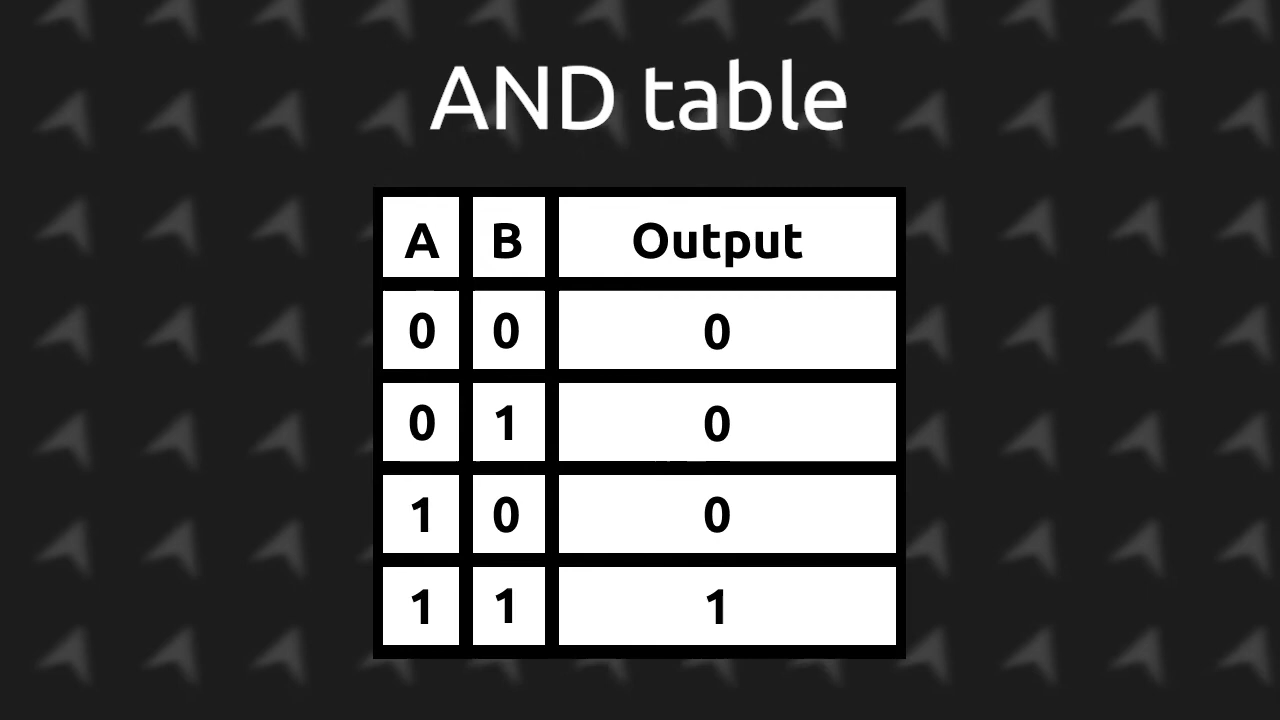 AND table
A B Output
0 0 0
0 1 0
1 0 0
1 1 1